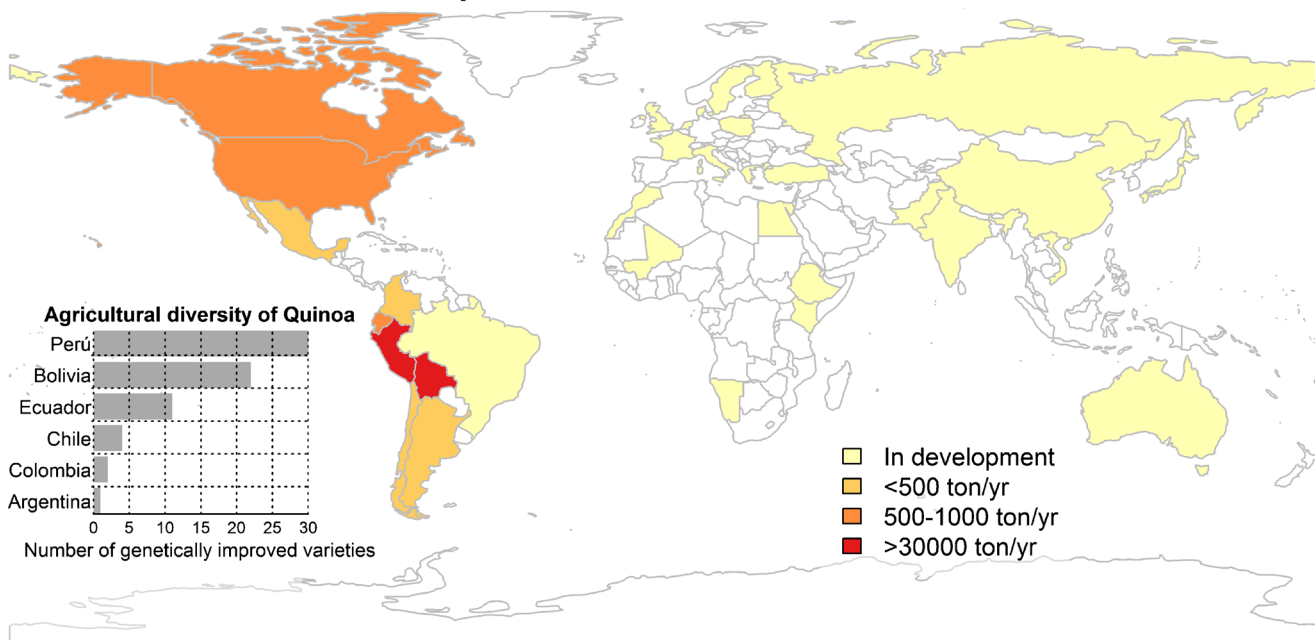 Agricultural diversity of Quinoa
Perú
Bolivia
Ecuador
Chile
Colombia
Argentina
0 5 10 15 20 25 30
Number of genetically improved varieties
In development
<500 ton/yr
500-1000 ton/yr
>30000 ton/yr